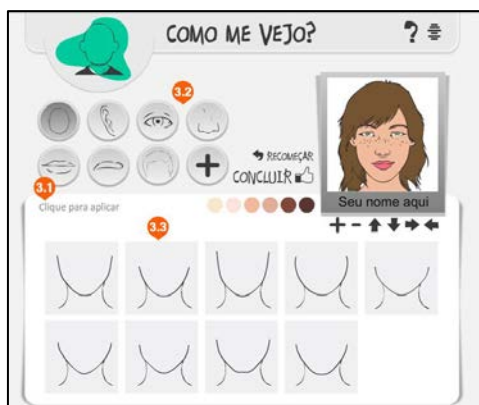 COMO ME VEJO?
?
3.2
RECOMEÇAR
CONCLUIR
Seu nome aqui
3.1
Clique para aplicar
3.3